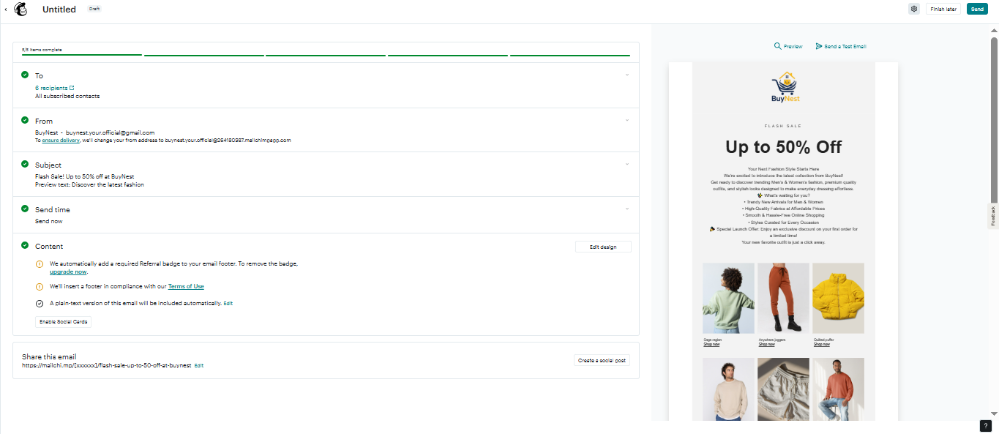 Untitled
Draft
Finish later
Send
5/5 items complete
To
6 recipients
All subscribed contacts
From
BuyNest - buynest.your.official@gmail.com
To ensure delivery, we'll change your from address to buynest.your.official@264180987.mailchimpapp.com
Subject
Flash Sale! Up to 50% off at BuyNest
Preview text: Discover the latest fashion
Send time
Send now
Content
Edit design
We automatically add a required Referral badge to your email footer. To remove the badge,
upgrade now.
We'll insert a footer in compliance with our Terms of Use
A plain-text version of this email will be included automatically. Edit
Enable Social Cards
Share this email
https://mailchi.mp/[xxxxxx]/flash-sale-up-to-50-off-at-buynest Edit
Create a social post
Preview
Send a Test Email
BuyNest
FLASH SALE
Up to 50% Off
Your Next Fashion Style Starts Here
We're excited to introduce the latest collection from BuyNest!
Get ready to discover trending Men's & Women's fashion, premium quality
outfits, and stylish looks designed to make everyday dressing effortless.
What's waiting for you?
• Trendy New Arrivals for Men & Women
• High-Quality Fabrics at Affordable Prices
• Smooth & Hassle-Free Online Shopping
• Styles Curated for Every Occasion
Special Launch Offer: Enjoy an exclusive discount on your first order for
a limited time!
Your new favorite outfit is just a click away.
Sage raglan
Shop now
Anywhere joggers
Shop now
Quilted puffer
Shop now
Feedback
?